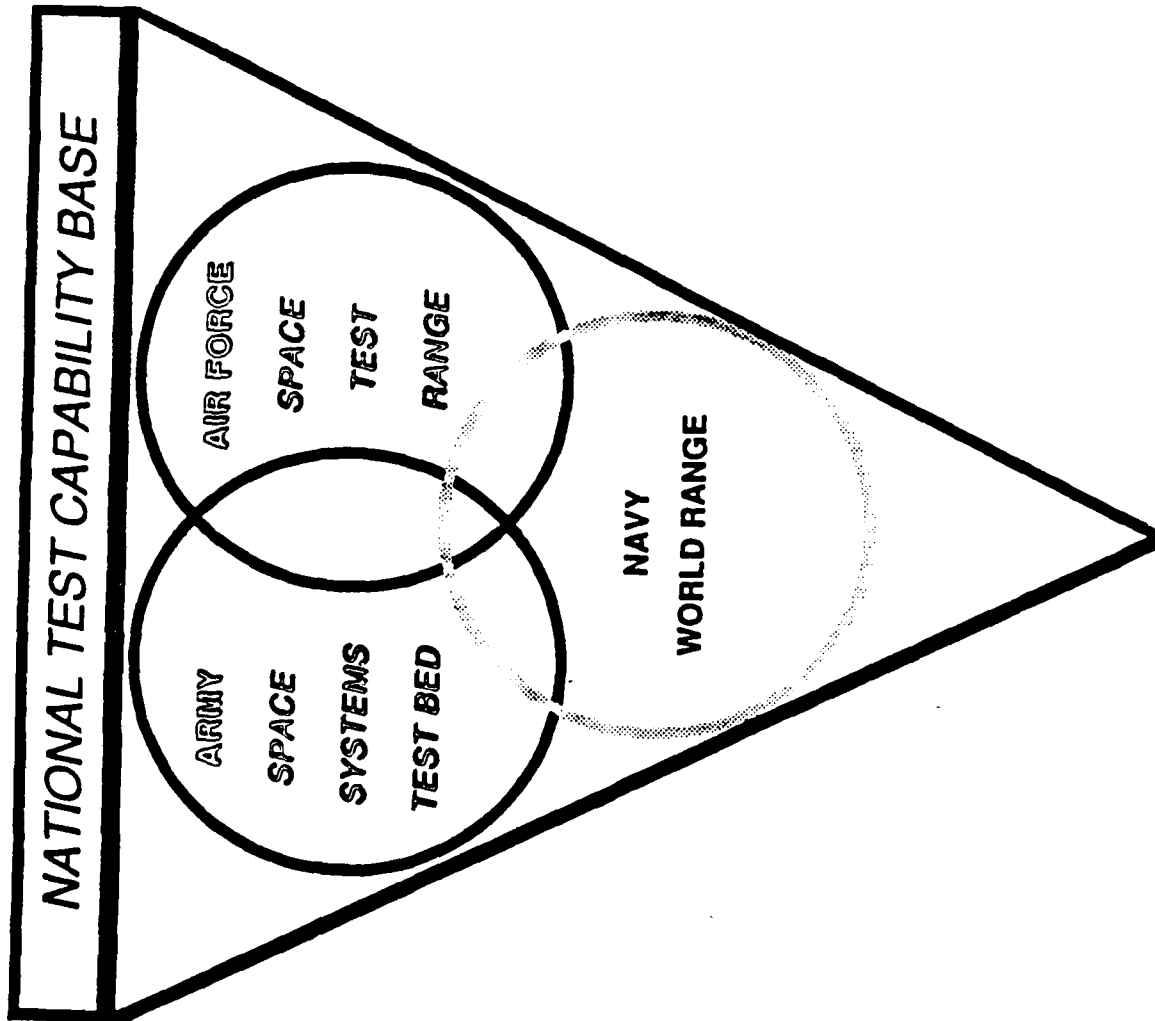 NATIONAL TEST CAPABILITY BASE
ARMY
SPACE
SYSTEMS
TEST BED
AIR FORCE
SPACE
TEST
RANGE
NAVY
WORLD RANGE